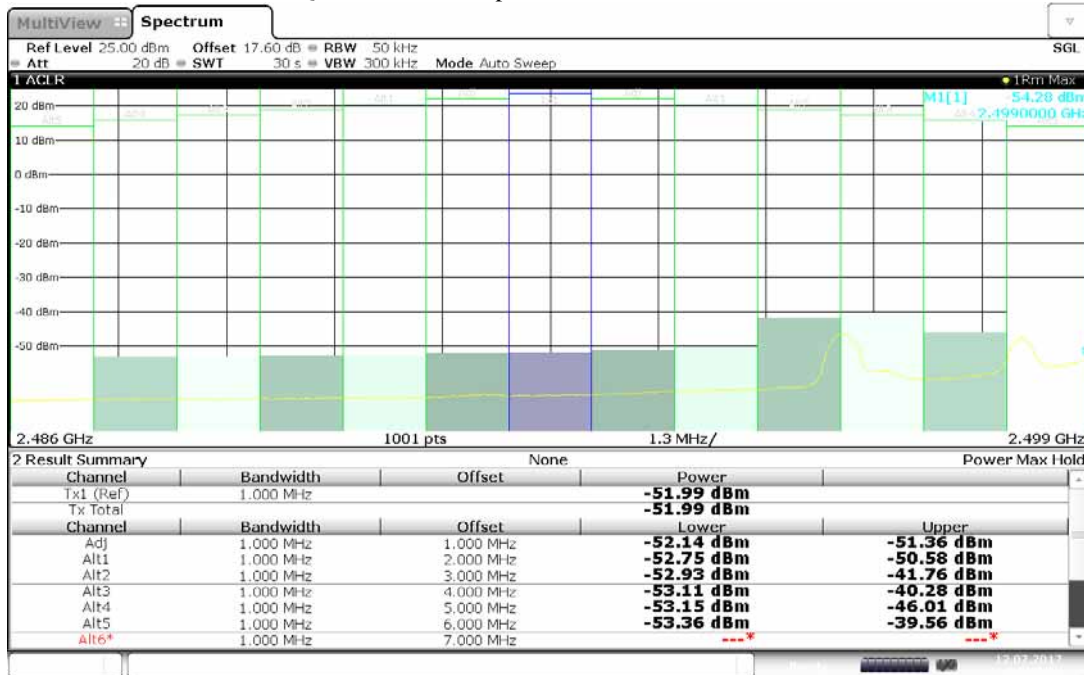 MultiView Spectrum
Ref Level 25.00 dBm Offset 17.60 dB RBW 50 kHz SGL
Att 20 dB SWT 30 s VBW 300 kHz Mode Auto Sweep
1 ACLR 1Rm Max
M1[1] -54.28 dBm
2.4990000 GHz
20 dBm
10 dBm
0 dBm
-10 dBm
-20 dBm
-30 dBm
-40 dBm
-50 dBm
2.486 GHz 1001 pts 1.3 MHz/ 2.499 GHz
2 Result Summary None Power Max Hold
Channel Bandwidth Offset Power
Tx1 (Ref) 1.000 MHz -51.99 dBm
Tx Total -51.99 dBm
Channel Bandwidth Offset Lower Upper
Adj 1.000 MHz 1.000 MHz -52.14 dBm -51.36 dBm
Alt1 1.000 MHz 2.000 MHz -52.75 dBm -50.58 dBm
Alt2 1.000 MHz 3.000 MHz -52.93 dBm -41.76 dBm
Alt3 1.000 MHz 4.000 MHz -53.11 dBm -40.28 dBm
Alt4 1.000 MHz 5.000 MHz -53.15 dBm -46.01 dBm
Alt5 1.000 MHz 6.000 MHz -53.36 dBm -39.56 dBm
Alt6* 1.000 MHz 7.000 MHz ---* ---*